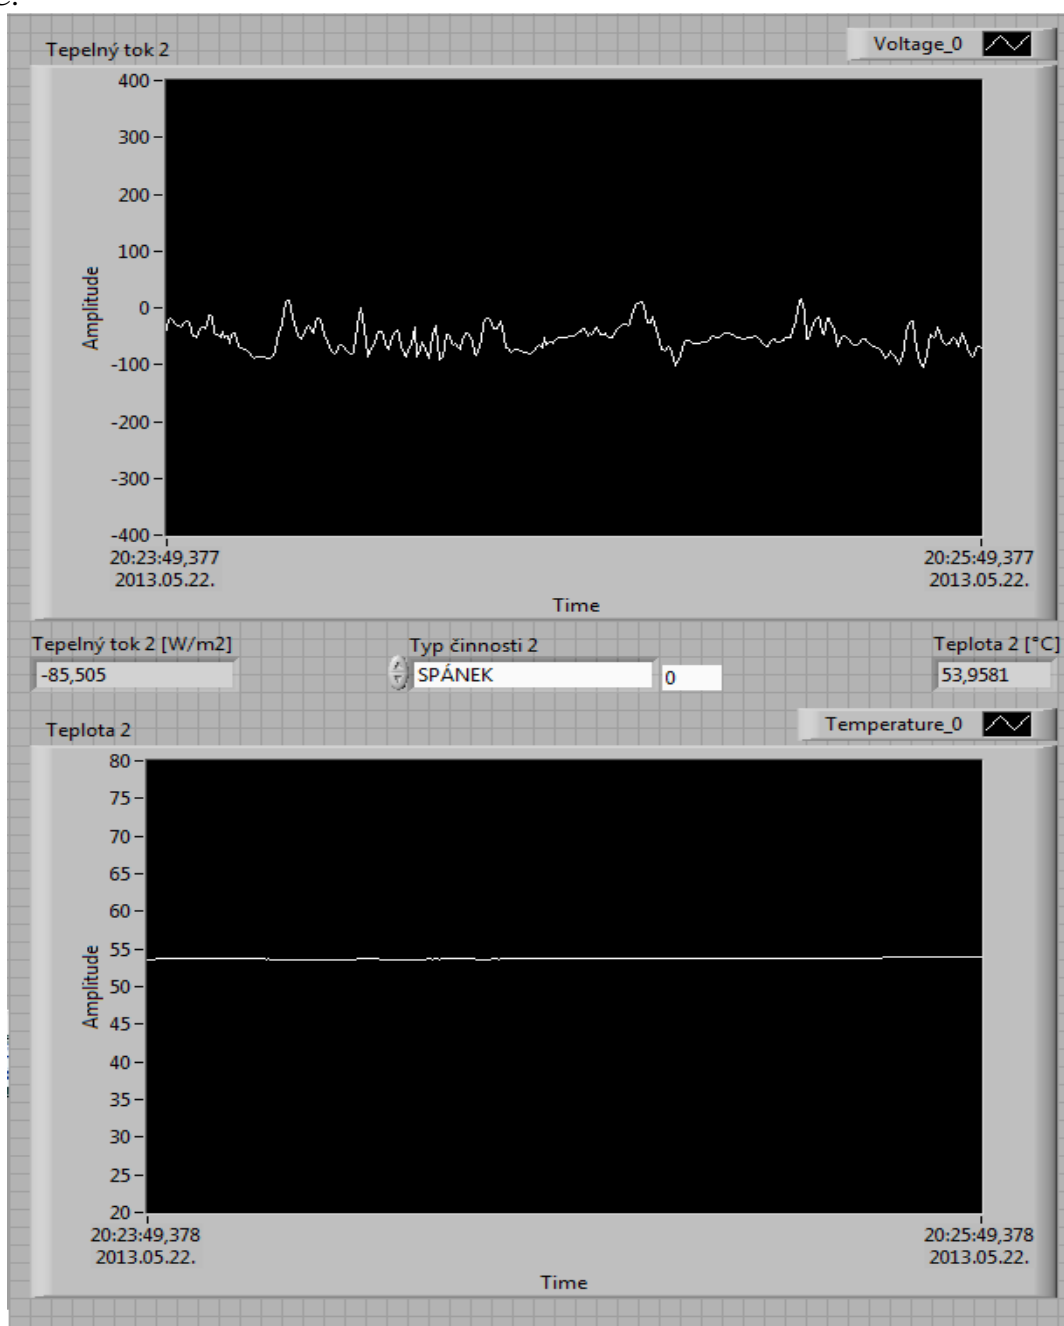 Tepelný tok 2
Voltage_0
400
300
200
100
0
-100
-200
-300
-400
Amplitude
20:23:49,377
2013.05.22.
20:25:49,377
2013.05.22.
Time
Tepelný tok 2 [W/m2]
-85,505
Typ činnosti 2
SPÁNEK
0
Teplota 2 [°C]
53,9581
Teplota 2
Temperature_0
80
75
70
65
60
55
50
45
40
35
30
25
20
Amplitude
20:23:49,378
2013.05.22.
20:25:49,378
2013.05.22.
Time